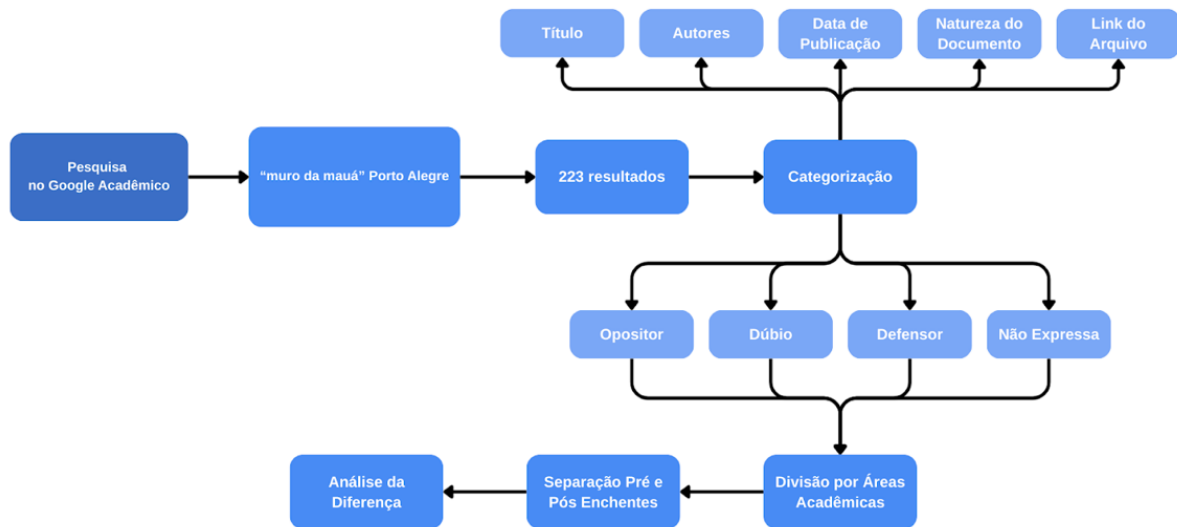 Título
Autores
Data de
Publicação
Natureza do
Documento
Link do
Arquivo
Pesquisa
no Google Acadêmico
“muro da mauá” Porto Alegre
223 resultados
Categorização
Opositor
Dúbio
Defensor
Não Expressa
Análise da
Diferença
Separação Pré e
Pós Enchentes
Divisão por Áreas
Acadêmicas